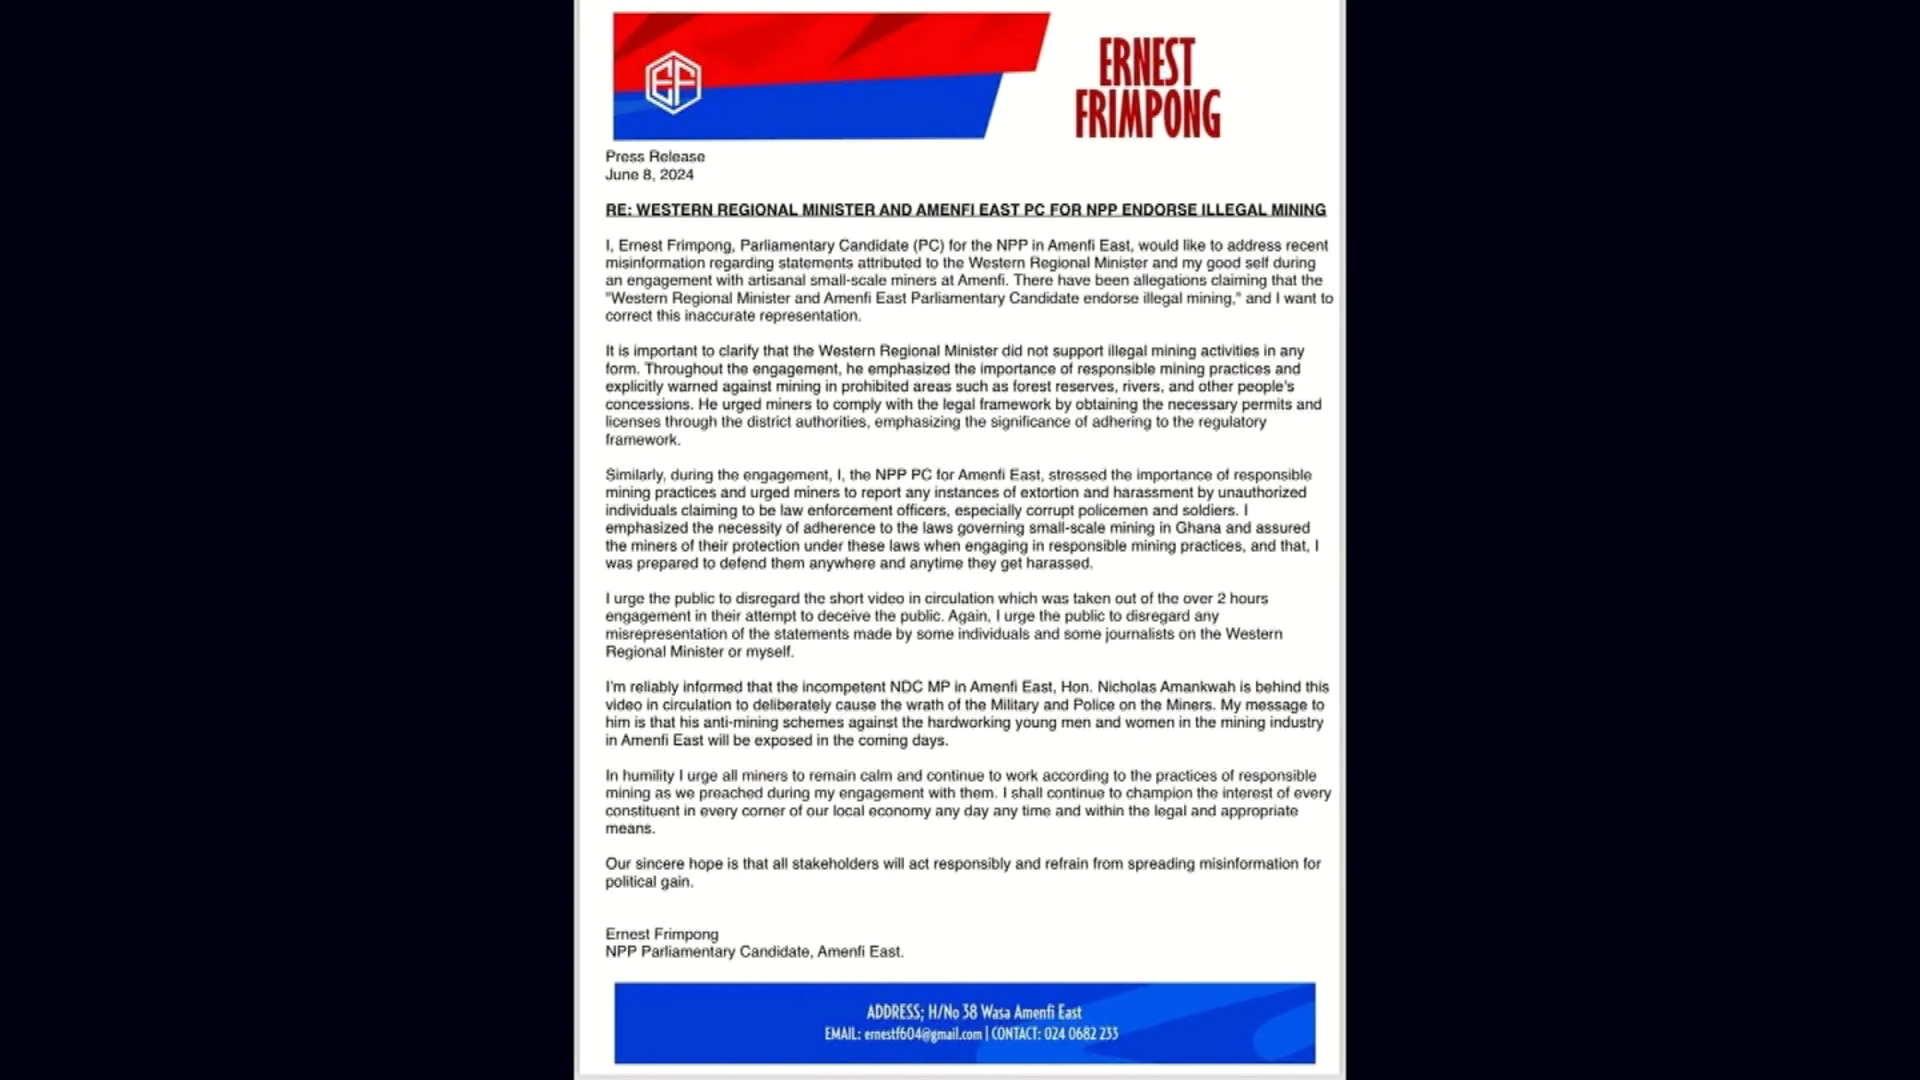 EF
ERNEST
FRIMPONG
Press Release
June 8, 2024
RE: WESTERN REGIONAL MINISTER AND AMENFI EAST PC FOR NPP ENDORSE ILLEGAL MINING
I, Ernest Frimpong, Parliamentary Candidate (PC) for the NPP in Amenfi East, would like to address recent
misinformation regarding statements attributed to the Western Regional Minister and my good self during
an engagement with artisanal small-scale miners at Amenfi. There have been allegations claiming that the
"Western Regional Minister and Amenfi East Parliamentary Candidate endorse illegal mining," and I want to
correct this inaccurate representation.
It is important to clarify that the Western Regional Minister did not support illegal mining activities in any
form. Throughout the engagement, he emphasized the importance of responsible mining practices and
explicitly warned against mining in prohibited areas such as forest reserves, rivers, and other people's
concessions. He urged miners to comply with the legal framework by obtaining the necessary permits and
licenses through the district authorities, emphasizing the significance of adhering to the regulatory
framework.
Similarly, during the engagement, I, the NPP PC for Amenfi East, stressed the importance of responsible
mining practices and urged miners to report any instances of extortion and harassment by unauthorized
individuals claiming to be law enforcement officers, especially corrupt policemen and soldiers. I
emphasized the necessity of adherence to the laws governing small-scale mining in Ghana and assured
the miners of their protection under these laws when engaging in responsible mining practices, and that, I
was prepared to defend them anywhere and anytime they get harassed.
I urge the public to disregard the short video in circulation which was taken out of the over 2 hours
engagement in their attempt to deceive the public. Again, I urge the public to disregard any
misrepresentation of the statements made by some individuals and some journalists on the Western
Regional Minister or myself.
I'm reliably informed that the incompetent NDC MP in Amenfi East, Hon. Nicholas Amankwah is behind this
video in circulation to deliberately cause the wrath of the Military and Police on the Miners. My message to
him is that his anti-mining schemes against the hardworking young men and women in the mining industry
in Amenfi East will be exposed in the coming days.
In humility I urge all miners to remain calm and continue to work according to the practices of responsible
mining as we preached during my engagement with them. I shall continue to champion the interest of every
constituent in every corner of our local economy any day any time and within the legal and appropriate
means.
Our sincere hope is that all stakeholders will act responsibly and refrain from spreading misinformation for
political gain.
Ernest Frimpong
NPP Parliamentary Candidate, Amenfi East.
ADDRESS; H/No 38 Wasa Amenfi East
EMAIL: ernestf604@gmail.com | CONTACT: 024 0682 233